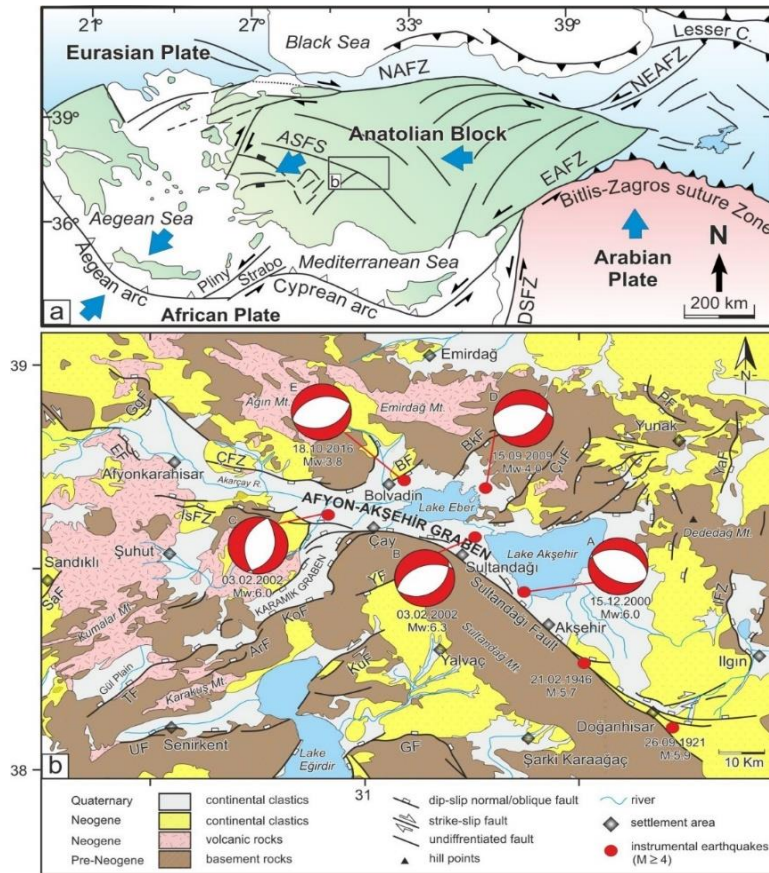 21°
27°
33°
39°
Eurasian Plate
Black Sea
Lesser C.
NAFZ
NEAFZ
39°
ASFS
Anatolian Block
b
EAFZ
Bitlis-Zagros suture Zone
36°
Aegean Sea
Mediterranean Sea
Arabian
Plate
N
Pliny
Strabo
Aegean arc
Cyprean arc
African Plate
DSFZ
200 km
a
39
Emirdağ
N
E
Ağın Mt.
Emirdağ Mt.
D
PF
Yunak
GgF
18.10.2016
Mw:3.8
BkF
15.09.2009
Mw:4.0
CuF
Afyonkarahisar
CFZ
BF
Akarçay R.
Bolvadin
Lake Eber
AFYON-AKŞEHİR GRABEN
IsFZ
C
Çay
Dededağ Mt.
Sandıklı
Şuhut
B
Sultandağı
Lake Akşehir
A
SaF
03.02.2002
Mw:6.0
KARAMIK GRABEN
Kumalar Mt.
YF
03.02.2002
Mw:6.3
Sultandağı Fault
15.12.2000
Mw:6.0
IFZ
KoF
Akşehir
ArF
Ilgın
Gül Plain
TF
Karakuş Mt.
KuF
Yalvaç
Sultandağ Mt.
21.02.1946
M:5.7
Doğanhisar
UF
Senirkent
GF
Şarki Karaağaç
26.09.1921
M:5.9
Lake
Eğirdir
10 Km
38
b
31
Quaternary continental clastics dip-slip normal/oblique fault river
Neogene continental clastics strike-slip fault settlement area
Neogene volcanic rocks undiffrentiated fault instrumental earthquakes
Pre-Neogene basement rocks hill points (M ≥ 4)